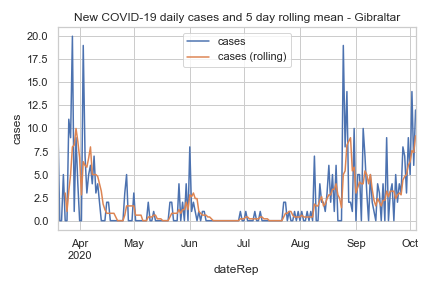 New COVID-19 daily cases and 5 day rolling mean - Gibraltar
cases
cases (rolling)
20.0
17.5
15.0
12.5
10.0
7.5
5.0
2.5
0.0
cases
Apr
2020
May
Jun
Jul
Aug
Sep
Oct
dateRep